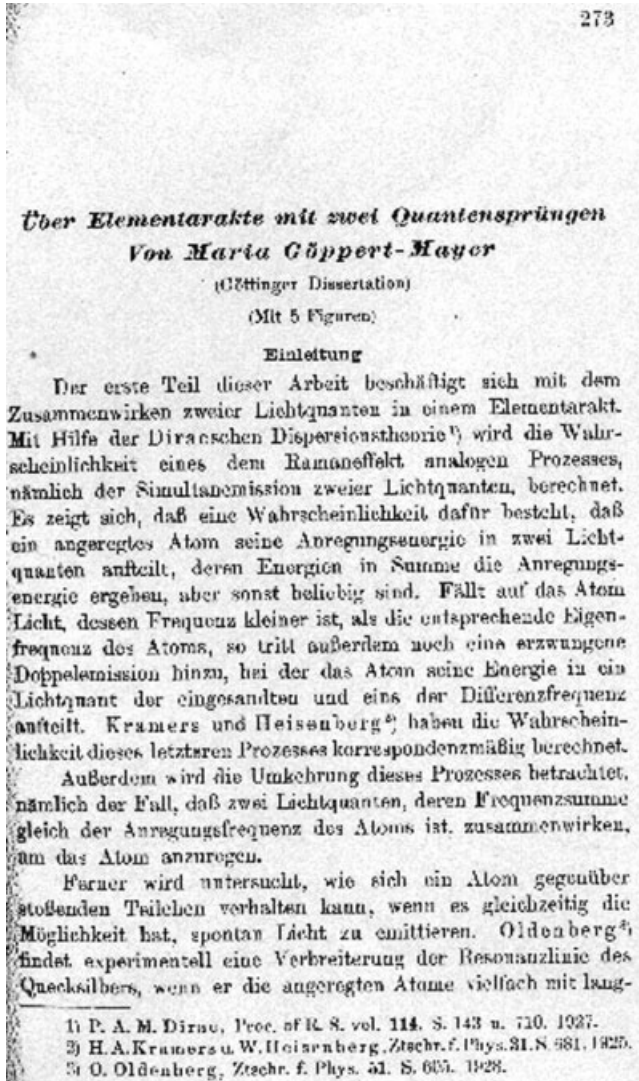 273
Über Elementarakte mit zwei Quantensprüngen
Von Maria Göppert-Mayer
(Göttinger Dissertation)
(Mit 5 Figuren)
Einleitung
Der erste Teil dieser Arbeit beschäftigt sich mit dem
Zusammenwirken zweier Lichtquanten in einem Elementarakt.
Mit Hilfe der Diracschen Dispersionstheorie¹) wird die Wahr-
scheinlichkeit eines dem Ramaneffekt analogen Prozesses,
nämlich der Simultanemission zweier Lichtquanten, berechnet.
Es zeigt sich, daß eine Wahrscheinlichkeit dafür besteht, daß
ein angeregtes Atom seine Anregungsenergie in zwei Licht-
quanten aufteilt, deren Energien in Summe die Anregungs-
energie ergeben, aber sonst beliebig sind. Fällt auf das Atom
Licht, dessen Frequenz kleiner ist, als die entsprechende Eigen-
frequenz des Atoms, so tritt außerdem noch eine erzwungene
Doppelemission hinzu, bei der das Atom seine Energie in ein
Lichtquant der eingesandten und eins der Differenzfrequenz
aufteilt. Kramers und Heisenberg²) haben die Wahrschein-
lichkeit dieses letzteren Prozesses korrespondenzmäßig berechnet.
Außerdem wird die Umkehrung dieses Prozesses betrachtet,
nämlich der Fall, daß zwei Lichtquanten, deren Frequenzsumme
gleich der Anregungsfrequenz des Atoms ist, zusammenwirken,
um das Atom anzuregen.
Ferner wird untersucht, wie sich ein Atom gegenüber
stoßenden Teilchen verhalten kann, wenn es gleichzeitig die
Möglichkeit hat, spontan Licht zu emittieren. Oldenberg³)
findet experimentell eine Verbreiterung der Resonanzlinie des
Quecksilbers, wenn er die angeregten Atome vielfach mit lang-
1) P. A. M. Dirac, Proc. of R. S. vol. 114. S. 143 u. 710. 1927.
2) H. A. Kramers u. W. Heisenberg, Ztschr. f. Phys. 31. S. 681. 1925.
3) O. Oldenberg, Ztschr. f. Phys. 51. S. 605. 1928.